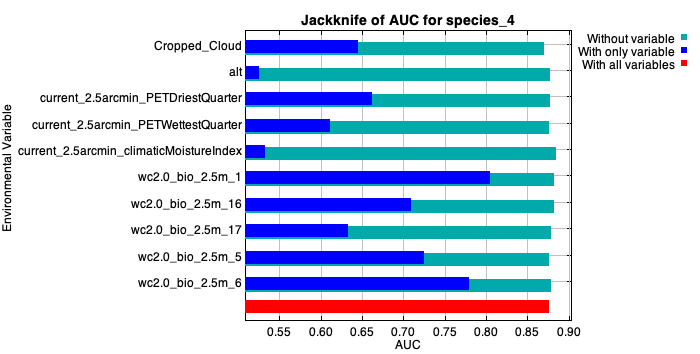 Jackknife of AUC for species_4
Without variable
With only variable
With all variables
Environmental Variable
Cropped_Cloud
alt
current_2.5arcmin_PETDriestQuarter
current_2.5arcmin_PETWettestQuarter
current_2.5arcmin_climaticMoistureIndex
wc2.0_bio_2.5m_1
wc2.0_bio_2.5m_16
wc2.0_bio_2.5m_17
wc2.0_bio_2.5m_5
wc2.0_bio_2.5m_6
0.55 0.60 0.65 0.70 0.75 0.80 0.85 0.90
AUC